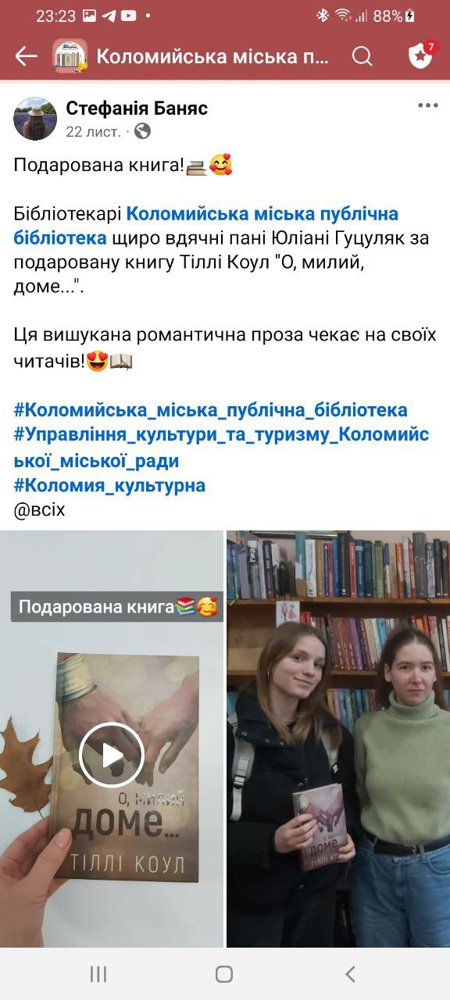 23:23
88%
Коломийська міська п...
7
Стефанія Баняс
22 лист. ·
Подарована книга!📚🥰
Бібліотекарі Коломийська міська публічна
бібліотека щиро вдячні пані Юліані Гуцуляк за
подаровану книгу Тіллі Коул "О, милий,
доме...".
Ця вишукана романтична проза чекає на своїх
читачів!😍📖
#Коломийська_міська_публічна_бібліотека
#Управління_культури_та_туризму_Коломийс
ької_міської_ради
#Коломия_культурна
@всіх
Подарована книга📚🥰
О, милий
доме...
ТІЛЛІ КОУЛ
О, милий
доме
ТІЛЛІ КО